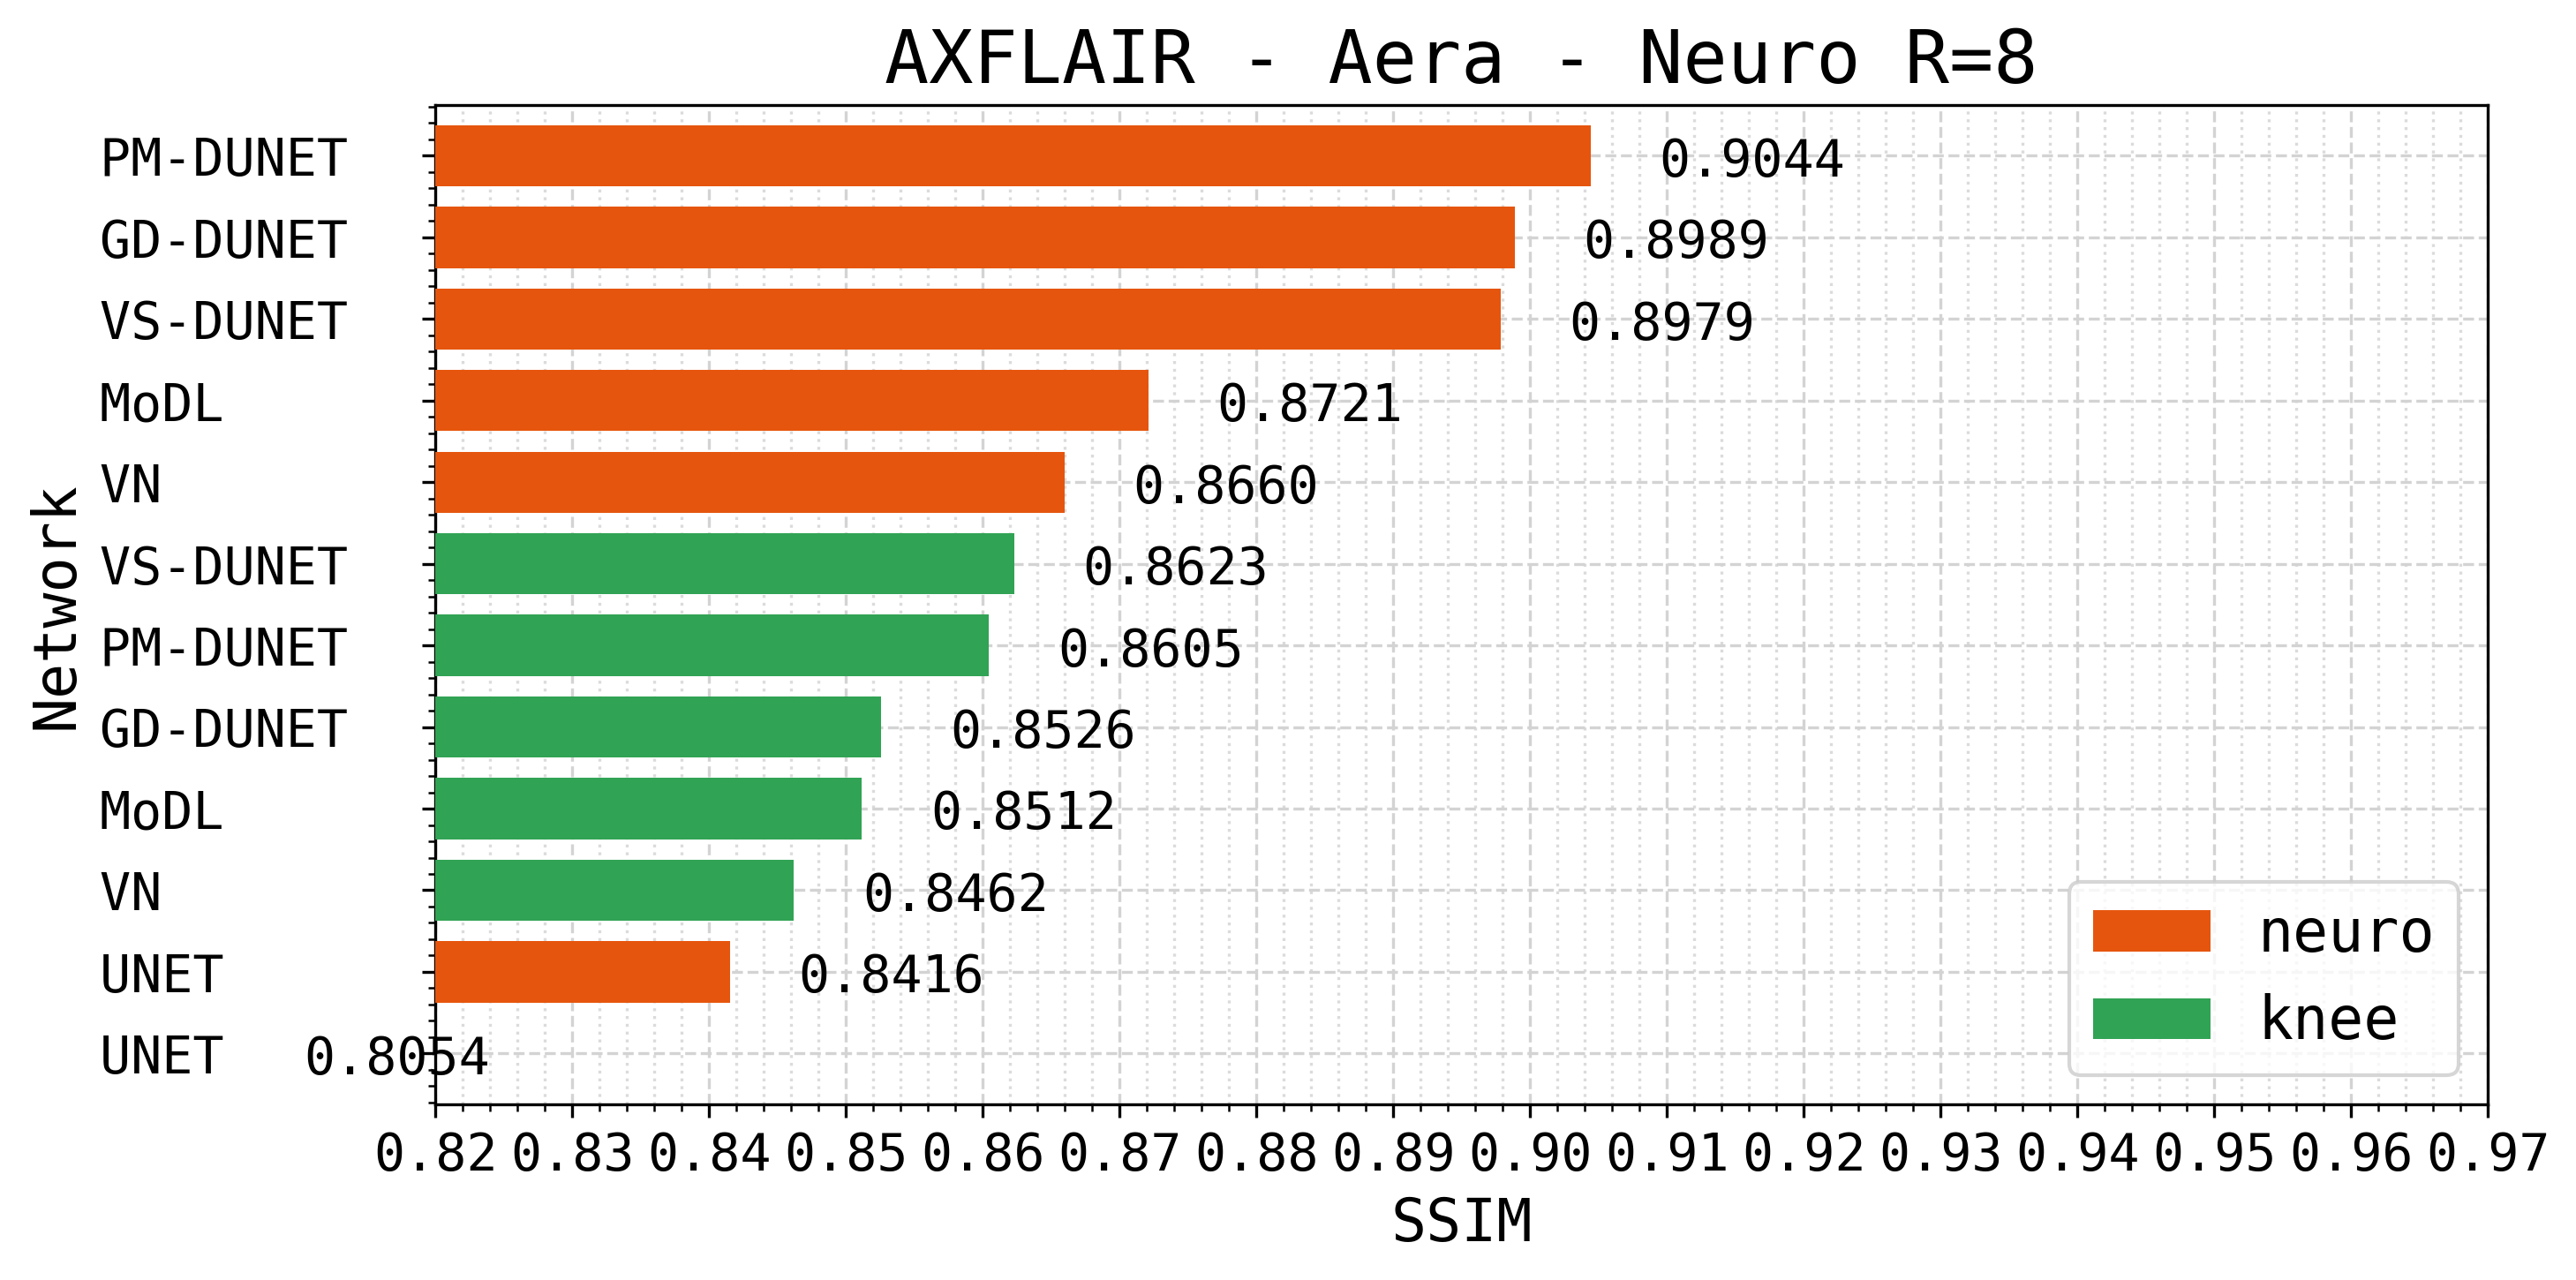 AXFLAIR - Aera - Neuro R=8
Network
PM-DUNET 0.9044
GD-DUNET 0.8989
VS-DUNET 0.8979
MoDL 0.8721
VN 0.8660
VS-DUNET 0.8623
PM-DUNET 0.8605
GD-DUNET 0.8526
MoDL 0.8512
VN 0.8462
UNET 0.8416
UNET 0.8054
neuro
knee
0.82 0.83 0.84 0.85 0.86 0.87 0.88 0.89 0.90 0.91 0.92 0.93 0.94 0.95 0.96 0.97
SSIM